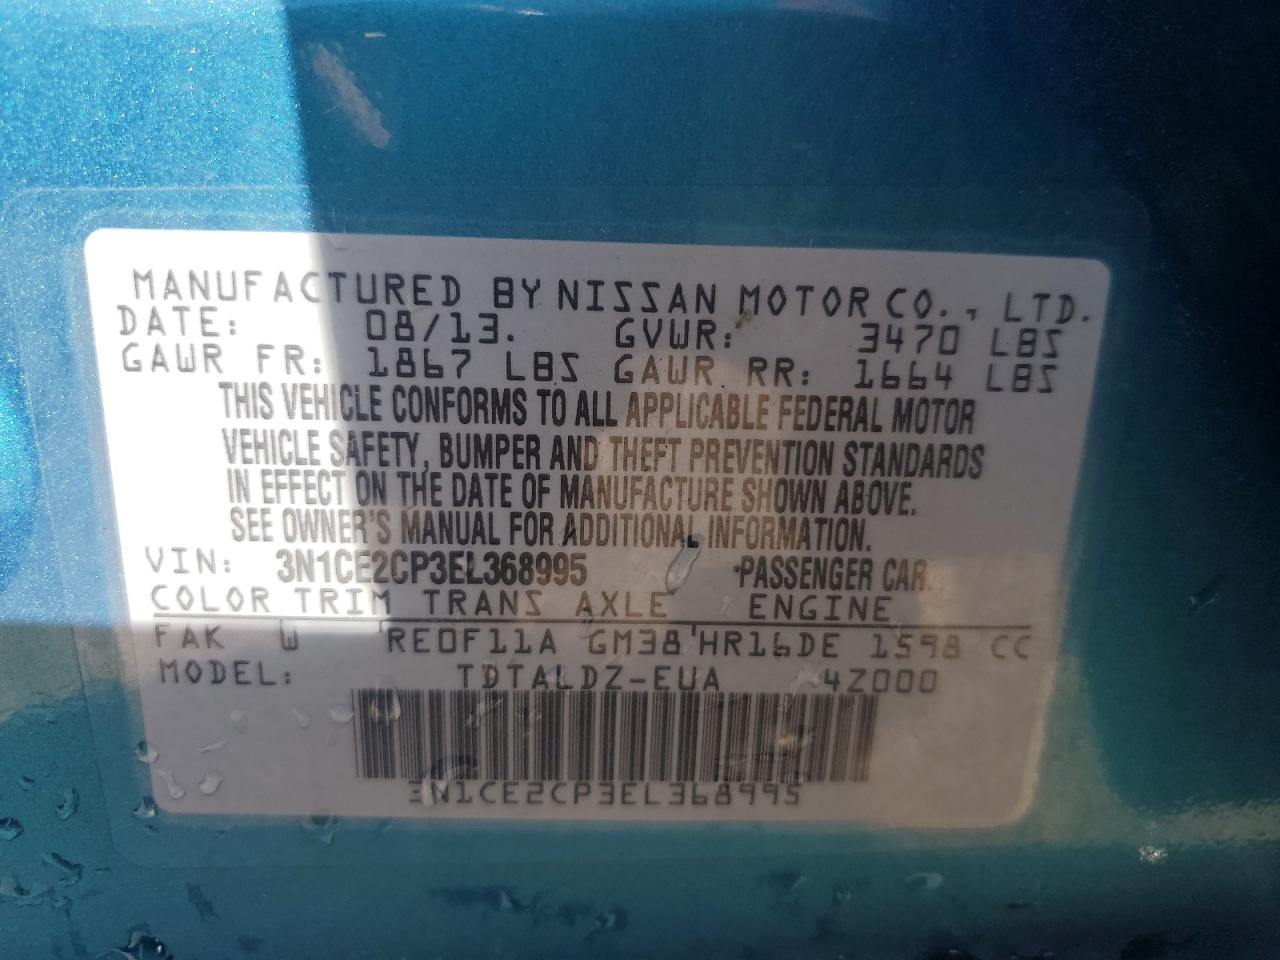 MANUFACTURED BY NISSAN MOTOR CO., LTD.
DATE: 08/13. GVWR: 3470 LBS
GAWR FR: 1867 LBS GAWR RR: 1664 LBS
THIS VEHICLE CONFORMS TO ALL APPLICABLE FEDERAL MOTOR
VEHICLE SAFETY, BUMPER AND THEFT PREVENTION STANDARDS
IN EFFECT ON THE DATE OF MANUFACTURE SHOWN ABOVE.
SEE OWNER'S MANUAL FOR ADDITIONAL INFORMATION.
VIN: 3N1CE2CP3EL368995 PASSENGER CAR
COLOR TRIM TRANS AXLE ENGINE
FAK W RE0F11A GM38 HR16DE 1598 CC
MODEL: TDTALDZ-EUA 4Z000
3N1CE2CP3EL368995